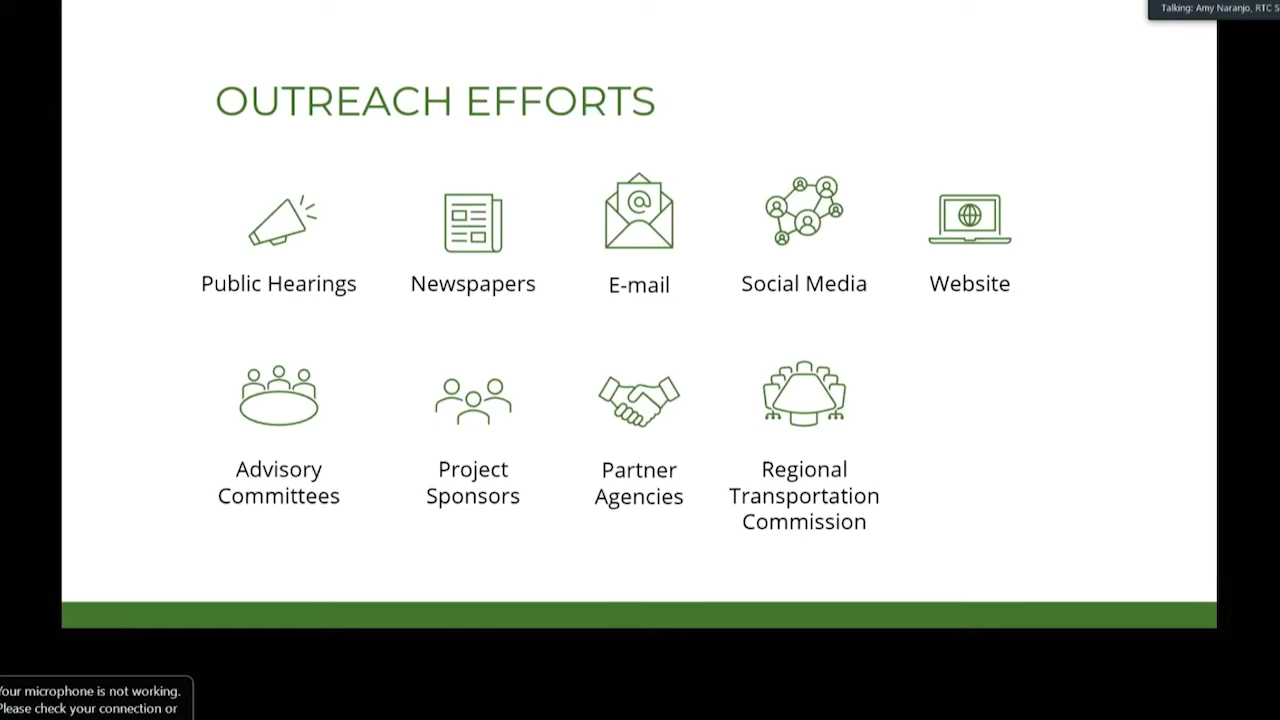 Talking: Amy Naranjo, RTC S
OUTREACH EFFORTS
@
Public Hearings
Newspapers
E-mail
Social Media
Website
Advisory
Committees
Project
Sponsors
Partner
Agencies
Regional
Transportation
Commission
Your microphone is not working.
Please check your connection or